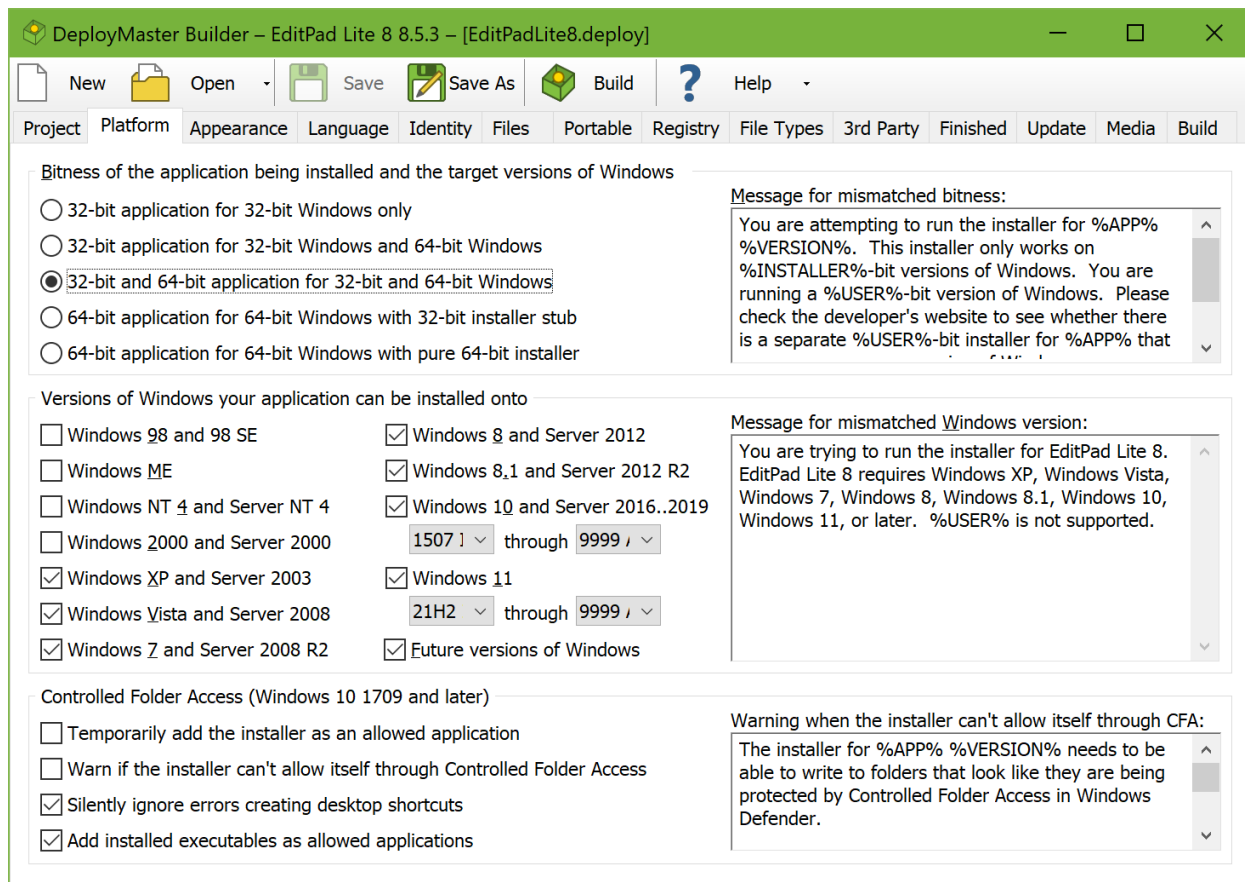 DeployMaster Builder – EditPad Lite 8 8.5.3 – [EditPadLite8.deploy]
New Open Save Save As Build Help
Project Platform Appearance Language Identity Files Portable Registry File Types 3rd Party Finished Update Media Build
Bitness of the application being installed and the target versions of Windows
32-bit application for 32-bit Windows only
32-bit application for 32-bit Windows and 64-bit Windows
32-bit and 64-bit application for 32-bit and 64-bit Windows
64-bit application for 64-bit Windows with 32-bit installer stub
64-bit application for 64-bit Windows with pure 64-bit installer
Message for mismatched bitness:
You are attempting to run the installer for %APP%
%VERSION%. This installer only works on
%INSTALLER%-bit versions of Windows. You are
running a %USER%-bit version of Windows. Please
check the developer's website to see whether there
is a separate %USER%-bit installer for %APP% that
Versions of Windows your application can be installed onto
Windows 98 and 98 SE
Windows ME
Windows NT 4 and Server NT 4
Windows 2000 and Server 2000
Windows XP and Server 2003
Windows Vista and Server 2008
Windows 7 and Server 2008 R2
Windows 8 and Server 2012
Windows 8.1 and Server 2012 R2
Windows 10 and Server 2016..2019
1507 through 9999
Windows 11
21H2 through 9999
Future versions of Windows
Message for mismatched Windows version:
You are trying to run the installer for EditPad Lite 8.
EditPad Lite 8 requires Windows XP, Windows Vista,
Windows 7, Windows 8, Windows 8.1, Windows 10,
Windows 11, or later. %USER% is not supported.
Controlled Folder Access (Windows 10 1709 and later)
Temporarily add the installer as an allowed application
Warn if the installer can't allow itself through Controlled Folder Access
Silently ignore errors creating desktop shortcuts
Add installed executables as allowed applications
Warning when the installer can't allow itself through CFA:
The installer for %APP% %VERSION% needs to be
able to write to folders that look like they are being
protected by Controlled Folder Access in Windows
Defender.